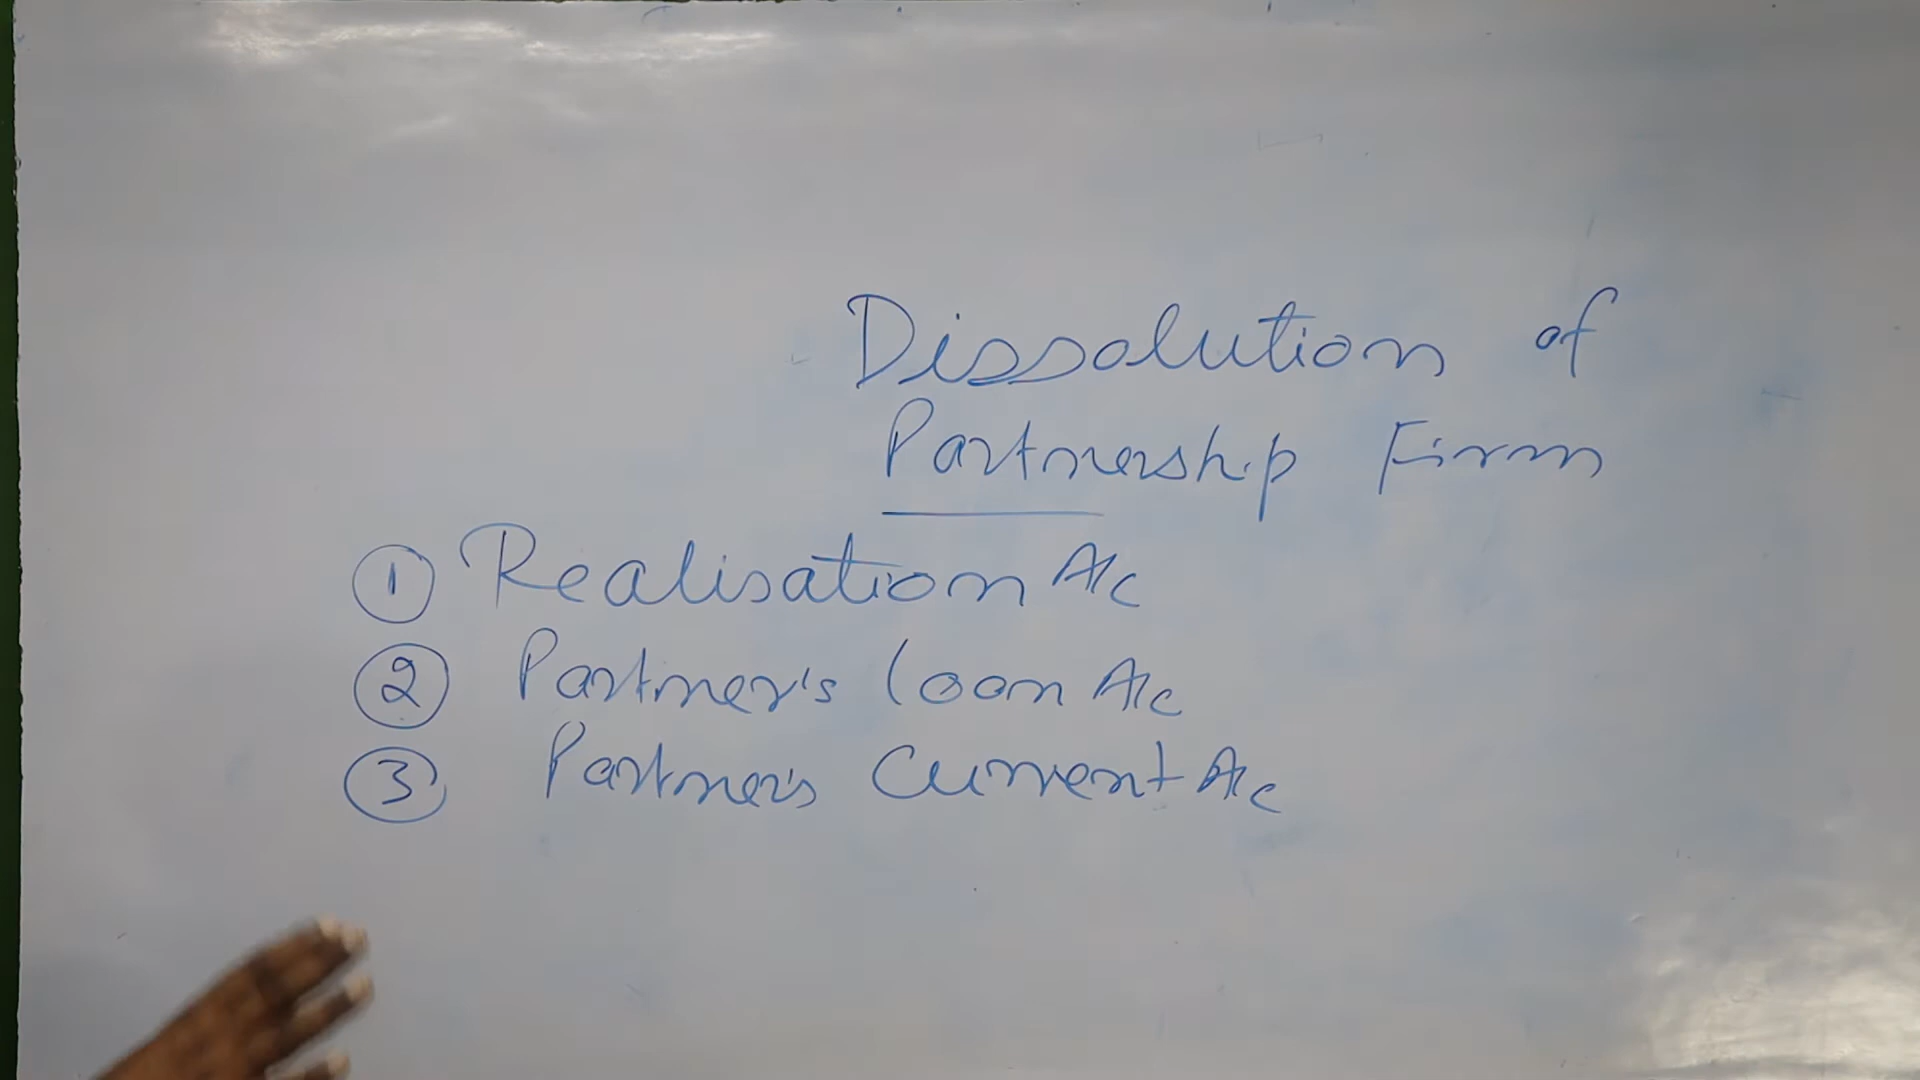 Dissolution of
Partnership Firm
① Realisation A/c
② Partner's loan A/c
③ Partner's Current A/c